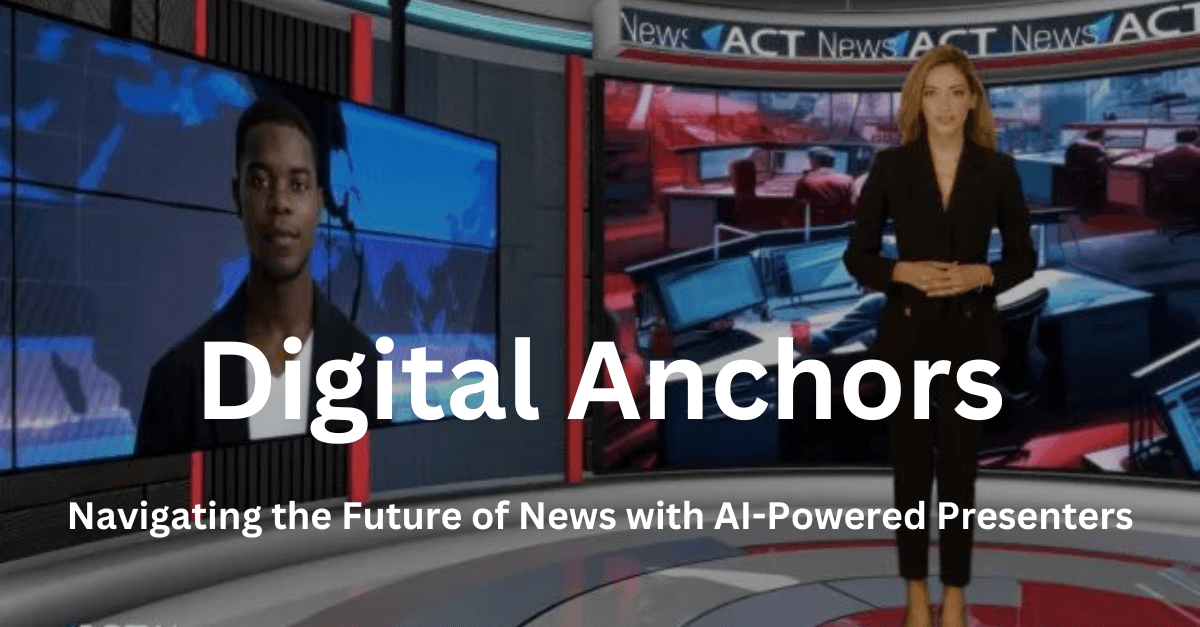 News ACT News ACT News ACT
Digital Anchors
Navigating the Future of News with AI-Powered Presenters